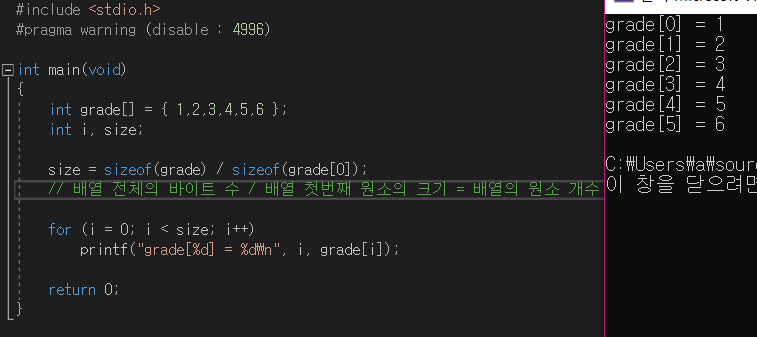 #include <stdio.h>
#pragma warning (disable : 4996)
int main(void)
{
int grade[] = { 1,2,3,4,5,6 };
int i, size;
size = sizeof(grade) / sizeof(grade[0]);
// 배열 전체의 바이트 수 / 배열 첫번째 원소의 크기 = 배열의 원소 개수
for (i = 0; i < size; i++)
printf("grade[%d] = %d₩n", i, grade[i]);
return 0;
}
grade[0] = 1
grade[1] = 2
grade[2] = 3
grade[3] = 4
grade[4] = 5
grade[5] = 6
C:₩Users₩a₩sour
이 창을 닫으려면